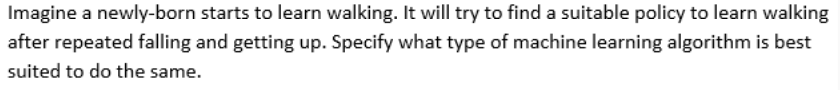 Imagine a newly-born starts to learn walking. It will try to find a suitable policy to learn walking
after repeated falling and getting up. Specify what type of machine learning algorithm is best
suited to do the same.